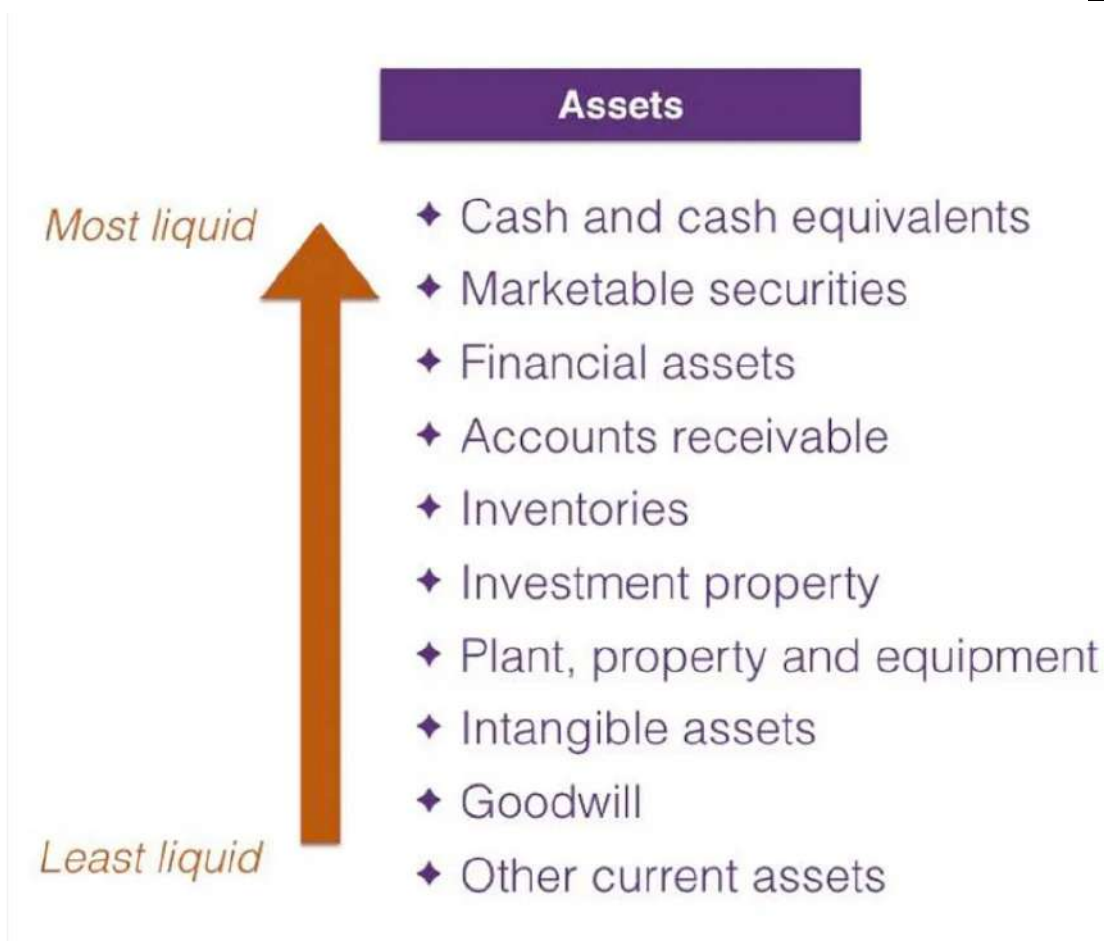 Assets
Most liquid
Cash and cash equivalents
Marketable securities
Financial assets
Accounts receivable
Inventories
Investment property
Plant, property and equipment
Intangible assets
Goodwill
Least liquid
Other current assets